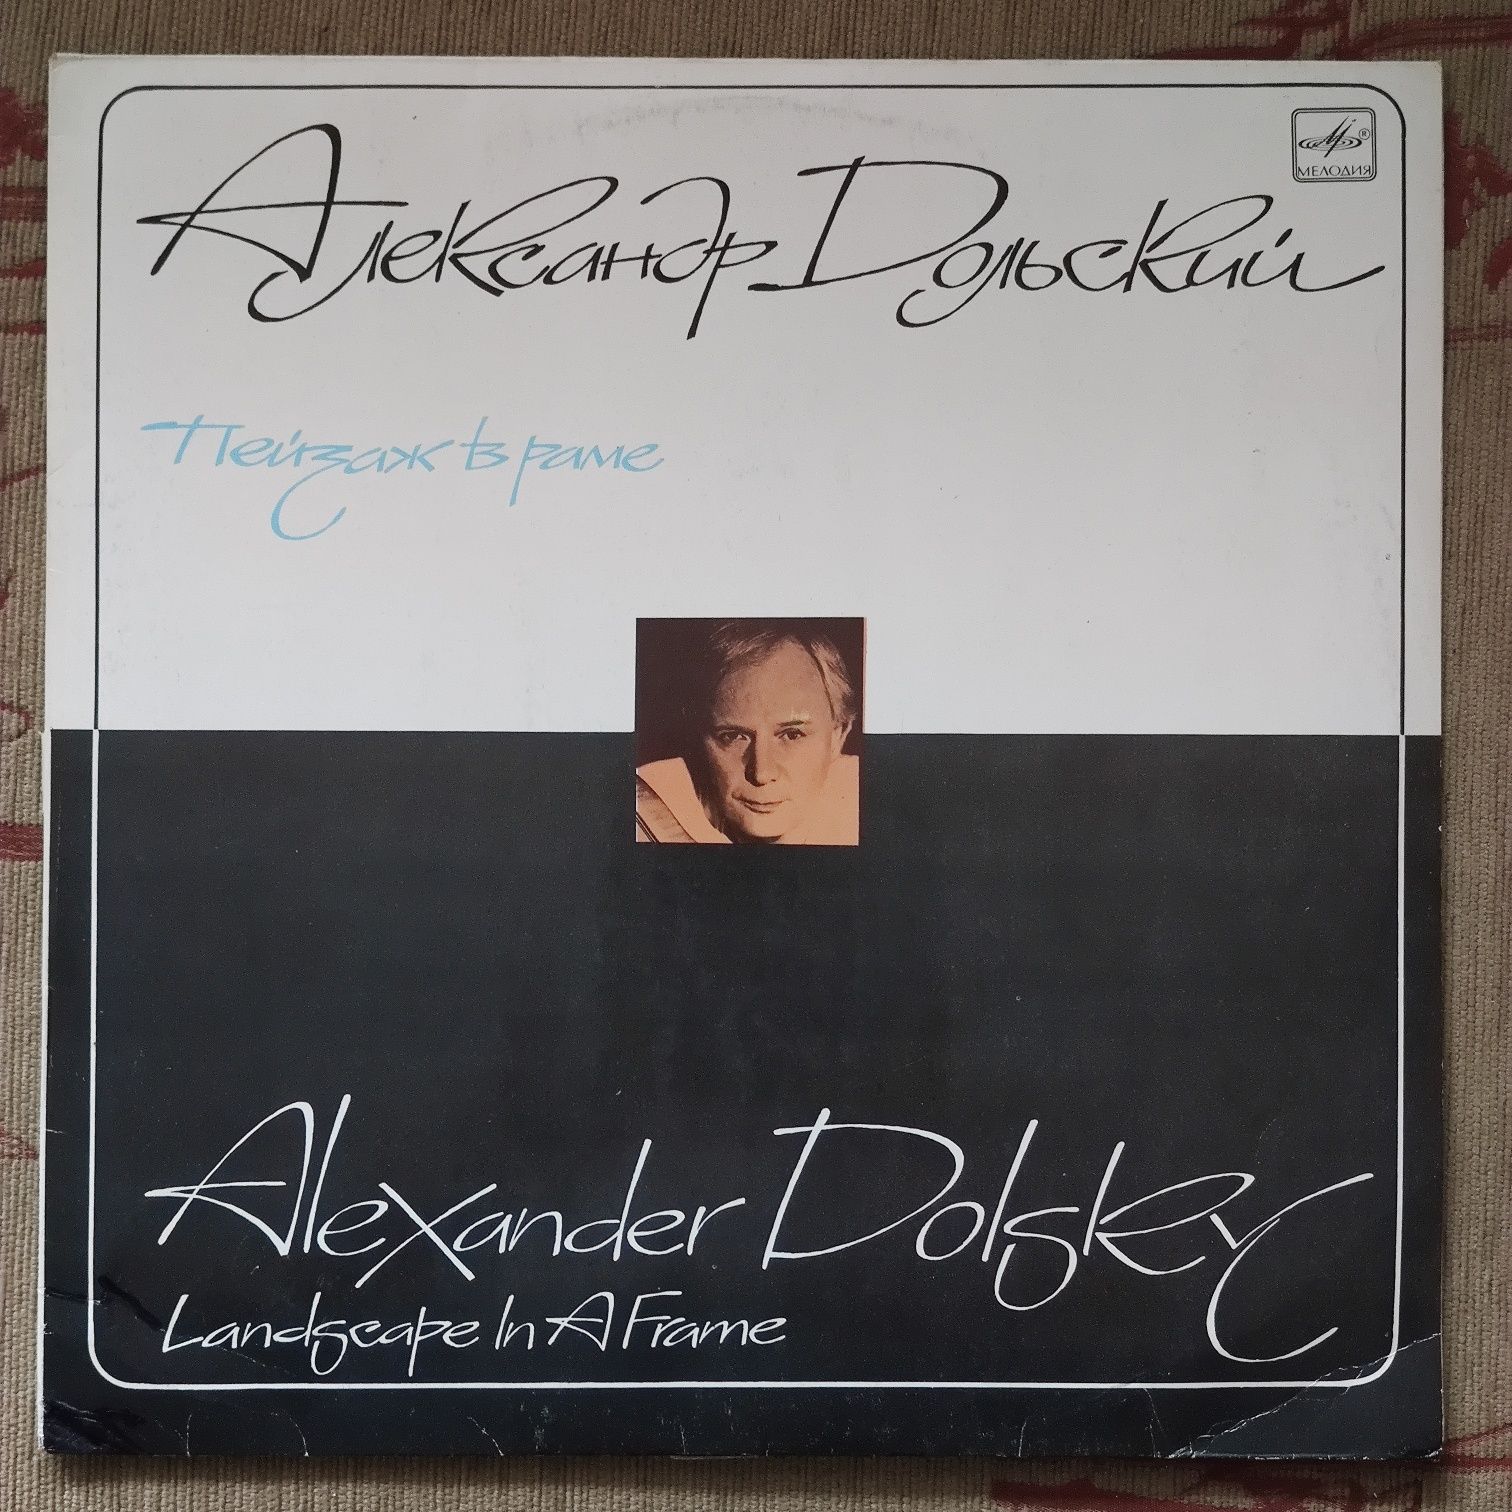 МЕЛОДИЯ
Александр Дольский
Пейзаж в раме
Alexander Dolsky
Landscape In A Frame